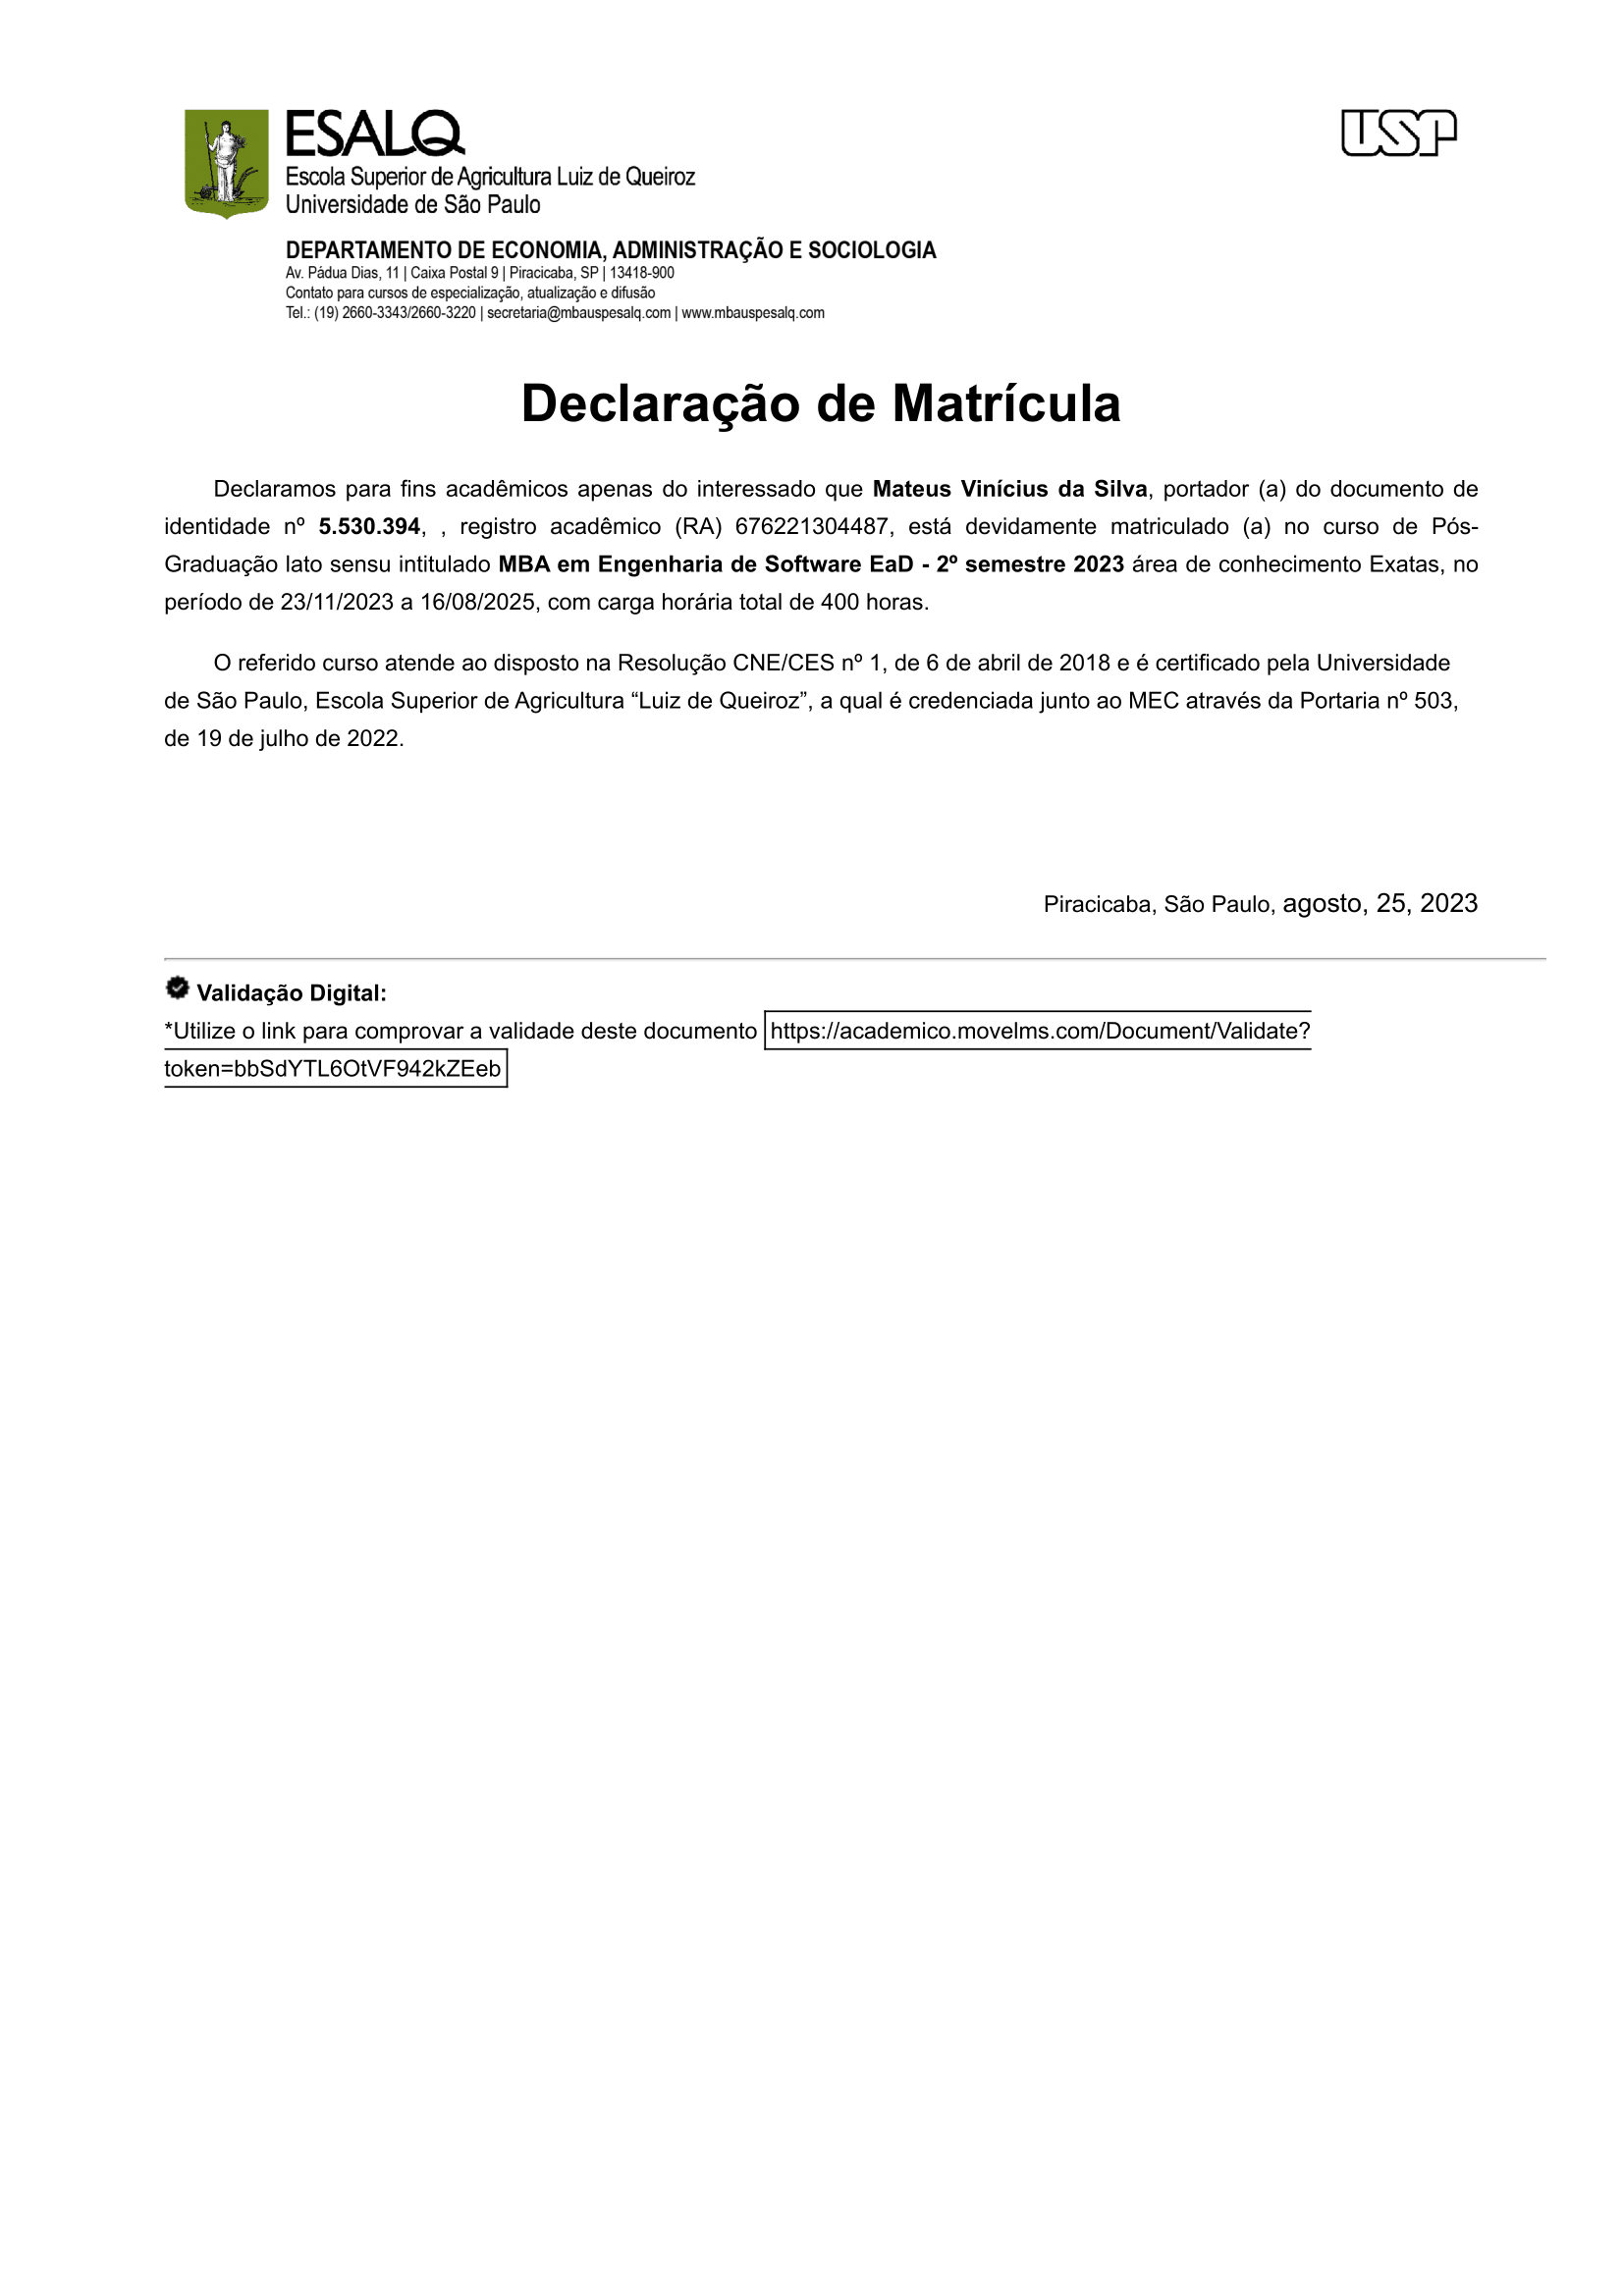 ESALQ
USP
Escola Superior de Agricultura Luiz de Queiroz
Universidade de São Paulo
DEPARTAMENTO DE ECONOMIA, ADMINISTRAÇÃO E SOCIOLOGIA
Av. Pádua Dias, 11 | Caixa Postal 9 | Piracicaba, SP | 13418-900
Contato para cursos de especialização, atualização e difusão
Tel.: (19) 2660-3343/2660-3220 | secretaria@mbauspesalq.com | www.mbauspesalq.com
Declaração de Matrícula
Declaramos para fins acadêmicos apenas do interessado que Mateus Vinícius da Silva, portador (a) do documento de
identidade nº 5.530.394, , registro acadêmico (RA) 676221304487, está devidamente matriculado (a) no curso de Pós-
Graduação lato sensu intitulado MBA em Engenharia de Software EaD - 2º semestre 2023 área de conhecimento Exatas, no
período de 23/11/2023 a 16/08/2025, com carga horária total de 400 horas.
O referido curso atende ao disposto na Resolução CNE/CES nº 1, de 6 de abril de 2018 e é certificado pela Universidade
de São Paulo, Escola Superior de Agricultura “Luiz de Queiroz”, a qual é credenciada junto ao MEC através da Portaria nº 503,
de 19 de julho de 2022.
Piracicaba, São Paulo, agosto, 25, 2023
Validação Digital:
*Utilize o link para comprovar a validade deste documento https://academico.movelms.com/Document/Validate?
token=bbSdYTL6OtVF942kZEeb